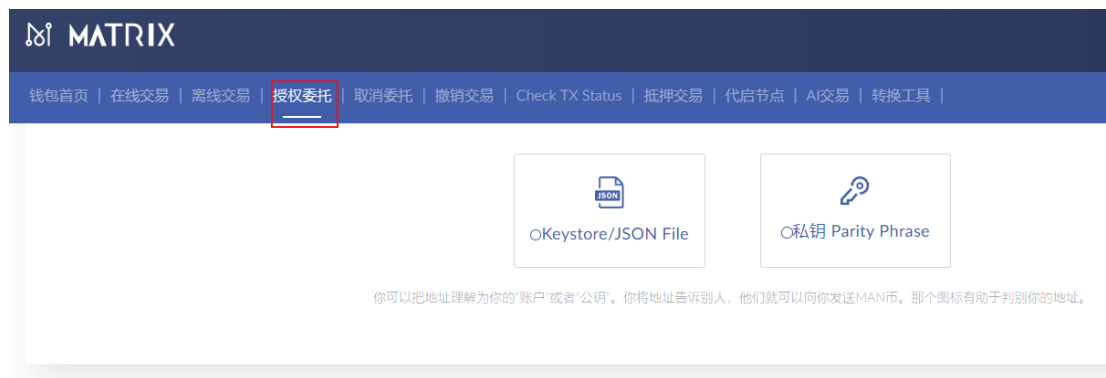 MATRIX
钱包首页 | 在线交易 | 离线交易 | 授权委托 | 取消委托 | 撤销交易 | Check TX Status | 抵押交易 | 代启节点 | AI交易 | 转换工具 |
JSON
Keystore/JSON File
私钥 Parity Phrase
你可以把地址理解为你的“账户”或者“公钥”。你将地址告诉别人，他们就可以向你发送MAN币。那个图标有助于判别你的地址。